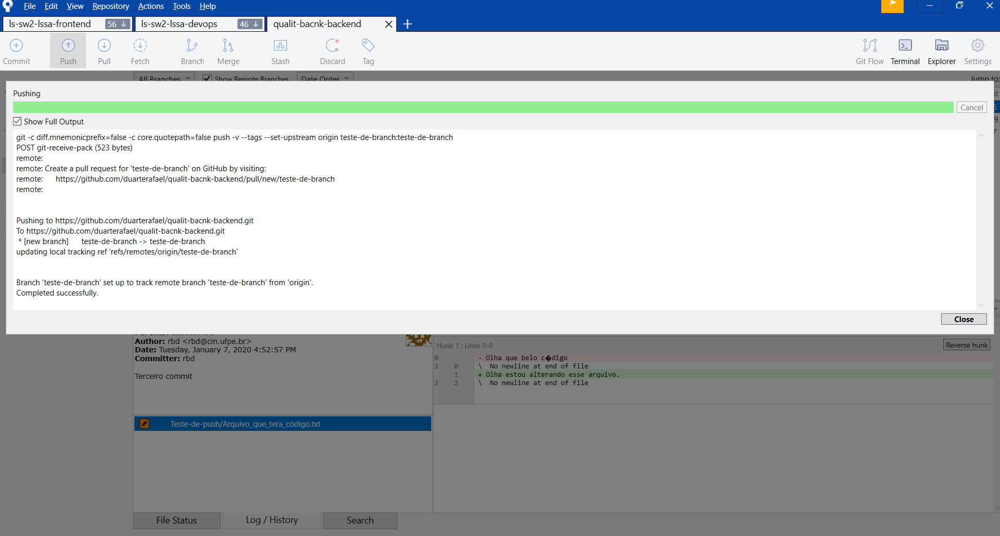 File Edit View Repository Actions Tools Help
ls-sw2-lssa-frontend 56 ↓ ls-sw2-lssa-devops 46 ↓ qualit-bacnk-backend
Commit Push Pull Fetch Branch Merge Stash Discard Tag Git Flow Terminal Explorer Settings
All Branches Show Remote Branches Date Order Jump to:
Pushing
Cancel
Show Full Output
git -c diff.mnemonicprefix=false -c core.quotepath=false push -v --tags --set-upstream origin teste-de-branch:teste-de-branch
POST git-receive-pack (523 bytes)
remote:
remote: Create a pull request for 'teste-de-branch' on GitHub by visiting:
remote: https://github.com/duarterafael/qualit-bacnk-backend/pull/new/teste-de-branch
remote:
Pushing to https://github.com/duarterafael/qualit-bacnk-backend.git
To https://github.com/duarterafael/qualit-bacnk-backend.git
* [new branch] teste-de-branch -> teste-de-branch
updating local tracking ref 'refs/remotes/origin/teste-de-branch'
Branch 'teste-de-branch' set up to track remote branch 'teste-de-branch' from 'origin'.
Completed successfully.
Close
Author: rbd <rbd@cin.ufpe.br>
Date: Tuesday, January 7, 2020 4:52:57 PM
Committer: rbd
Terceiro commit
Teste-de-push/Arquivo_que_tera_código.txt
Hunk 1 : Lines 0-0
Reverse hunk
0 - Olha que belo c�digo
1 0 \ No newline at end of file
1 + Olha estou alterando esse arquivo.
2 2 \ No newline at end of file
File Status Log / History Search